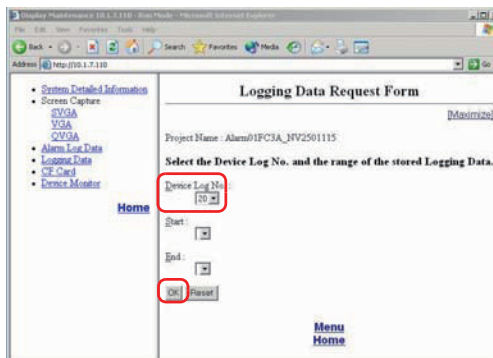 Display Maintenance 10.1.7.110 - Run Mode - Microsoft Internet Explorer
File Edit View Favorites Tools Help
Back Search Favorites Media
Address http://10.1.7.110 Go
System Detailed Information
Screen Capture
SVGA
VGA
QVGA
Alarm Log Data
Logging Data
CF Card
Device Monitor
Home
Logging Data Request Form
[Maximize]
Project Name : Alarm01FC3A_NV2501115
Select the Device Log No. and the range of the stored Logging Data.
Device Log No. :
20
Start :
End :
OK Reset
Menu
Home